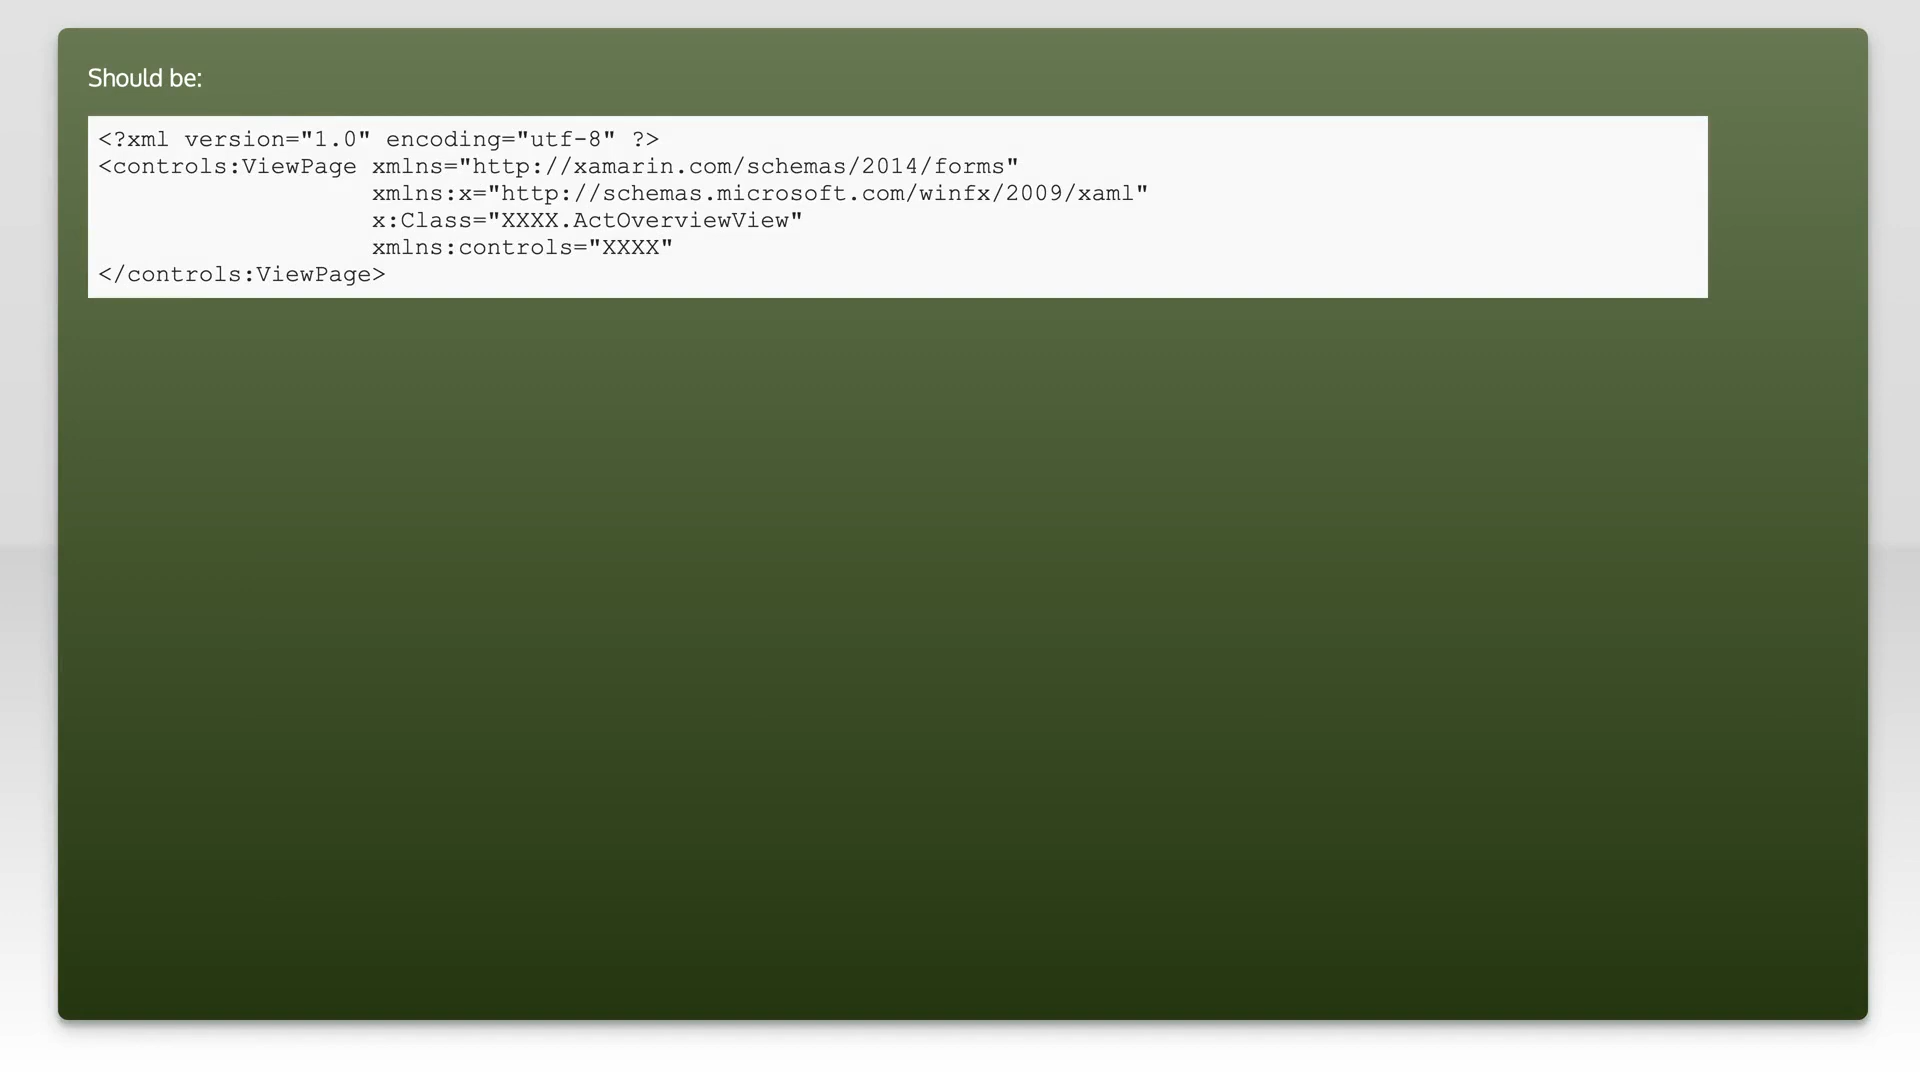 Should be:
<?xml version="1.0" encoding="utf-8" ?>
<controls:ViewPage xmlns="http://xamarin.com/schemas/2014/forms"
                   xmlns:x="http://schemas.microsoft.com/winfx/2009/xaml"
                   x:Class="XXXX.ActOverviewView"
                   xmlns:controls="XXXX"
</controls:ViewPage>